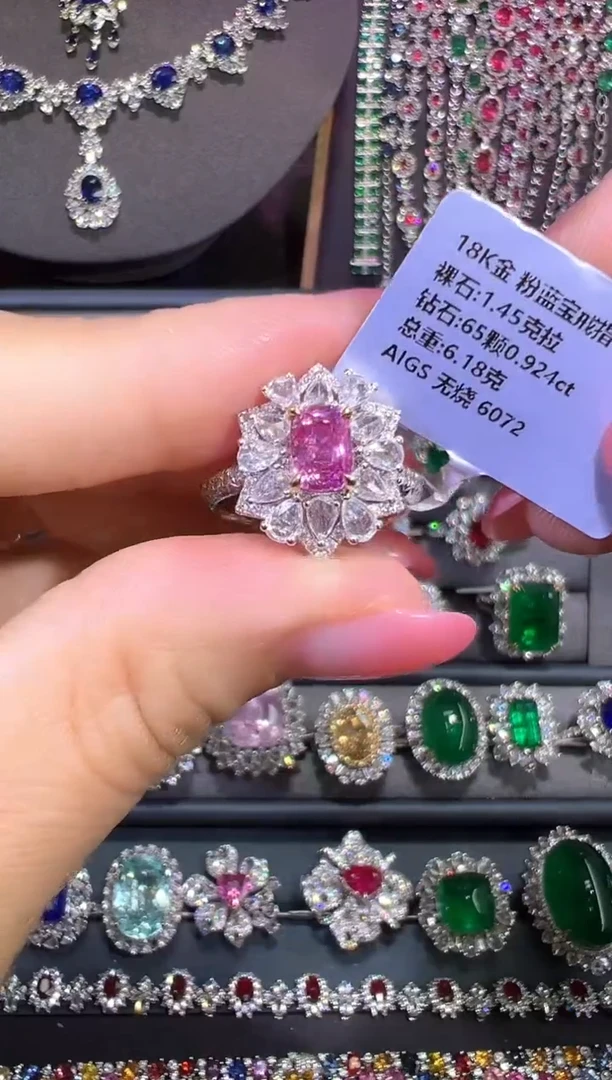 18K金 粉蓝宝戒指
裸石:1.45克拉
钻石:65颗0.924ct
总重:6.18克
AIGS 无烧 6072